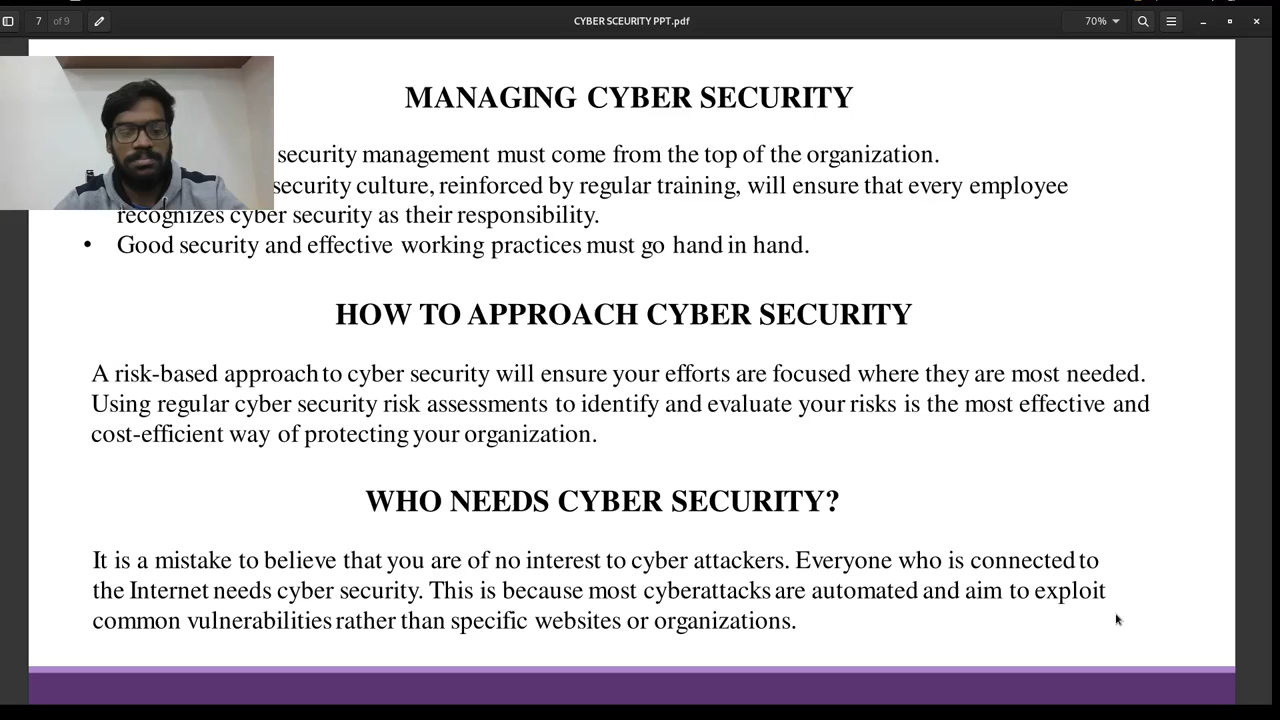 7 of 9
CYBER SCEURITY PPT.pdf
70%
MANAGING CYBER SECURITY
security management must come from the top of the organization.
security culture, reinforced by regular training, will ensure that every employee
recognizes cyber security as their responsibility.
• Good security and effective working practices must go hand in hand.
HOW TO APPROACH CYBER SECURITY
A risk-based approach to cyber security will ensure your efforts are focused where they are most needed.
Using regular cyber security risk assessments to identify and evaluate your risks is the most effective and
cost-efficient way of protecting your organization.
WHO NEEDS CYBER SECURITY?
It is a mistake to believe that you are of no interest to cyber attackers. Everyone who is connected to
the Internet needs cyber security. This is because most cyberattacks are automated and aim to exploit
common vulnerabilities rather than specific websites or organizations.